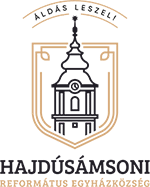 ÁLDÁS LESZEL!
HAJDÚSÁMSONI
REFORMÁTUS EGYHÁZKÖZSÉG